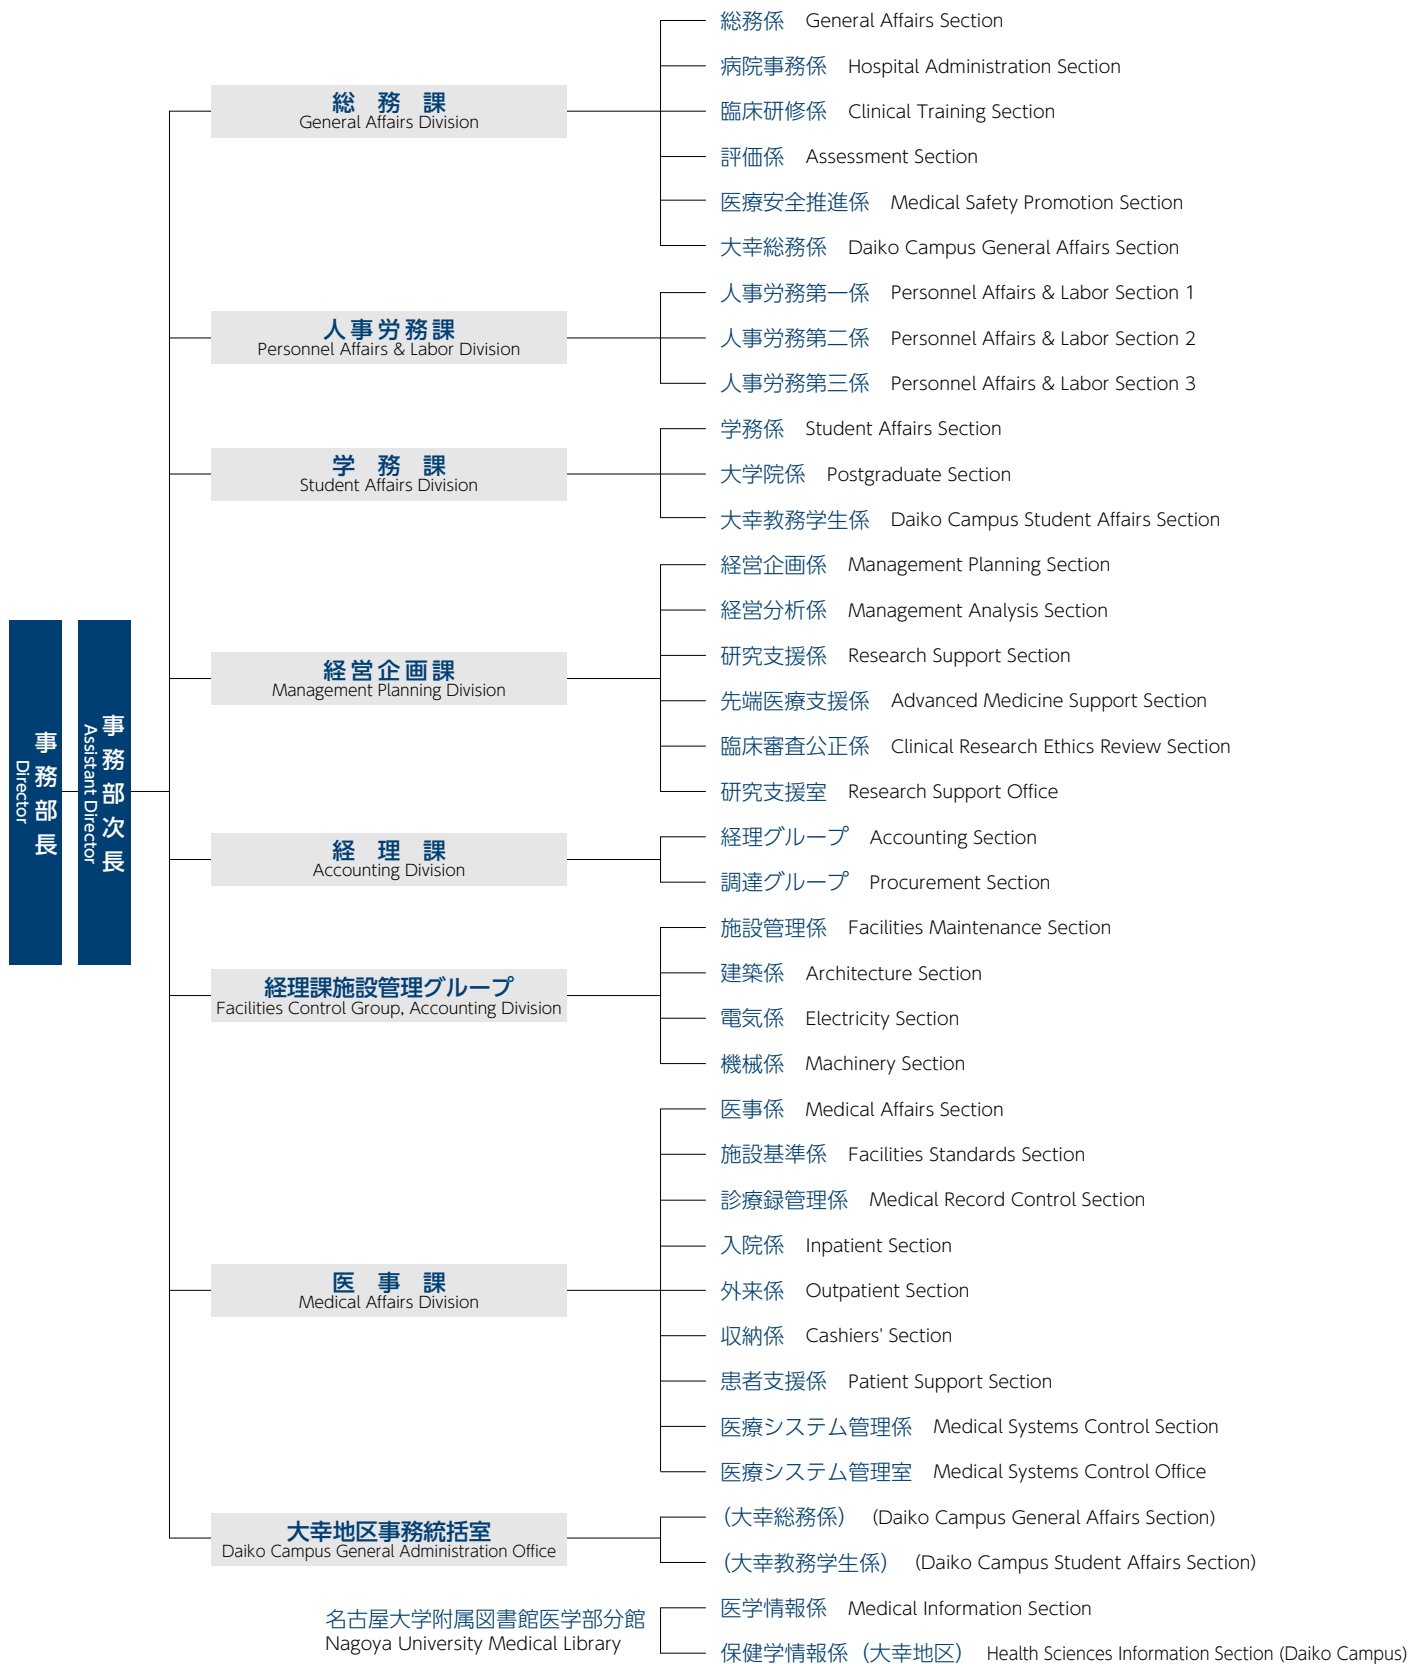 事務部長
Director
事務部次長
Assistant Director
総務課
General Affairs Division
総務係 General Affairs Section
病院事務係 Hospital Administration Section
臨床研修係 Clinical Training Section
評価係 Assessment Section
医療安全推進係 Medical Safety Promotion Section
大幸総務係 Daiko Campus General Affairs Section
人事労務課
Personnel Affairs & Labor Division
人事労務第一係 Personnel Affairs & Labor Section 1
人事労務第二係 Personnel Affairs & Labor Section 2
人事労務第三係 Personnel Affairs & Labor Section 3
学務課
Student Affairs Division
学務係 Student Affairs Section
大学院係 Postgraduate Section
大幸教務学生係 Daiko Campus Student Affairs Section
経営企画課
Management Planning Division
経営企画係 Management Planning Section
経営分析係 Management Analysis Section
研究支援係 Research Support Section
先端医療支援係 Advanced Medicine Support Section
臨床審査公正係 Clinical Research Ethics Review Section
研究支援室 Research Support Office
経理課
Accounting Division
経理グループ Accounting Section
調達グループ Procurement Section
経理課施設管理グループ
Facilities Control Group, Accounting Division
施設管理係 Facilities Maintenance Section
建築係 Architecture Section
電気係 Electricity Section
機械係 Machinery Section
医事課
Medical Affairs Division
医事係 Medical Affairs Section
施設基準係 Facilities Standards Section
診療録管理係 Medical Record Control Section
入院係 Inpatient Section
外来係 Outpatient Section
収納係 Cashiers' Section
患者支援係 Patient Support Section
医療システム管理係 Medical Systems Control Section
医療システム管理室 Medical Systems Control Office
大幸地区事務統括室
Daiko Campus General Administration Office
（大幸総務係） (Daiko Campus General Affairs Section)
（大幸教務学生係） (Daiko Campus Student Affairs Section)
名古屋大学附属図書館医学部分館
Nagoya University Medical Library
医学情報係 Medical Information Section
保健学情報係（大幸地区） Health Sciences Information Section (Daiko Campus)